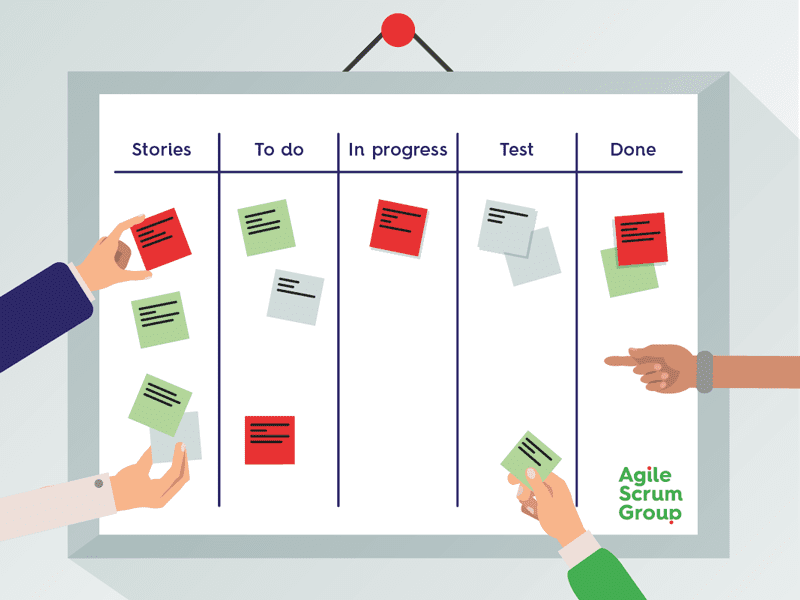 Stories
To do
In progress
Test
Done
Agile
Scrum
Group